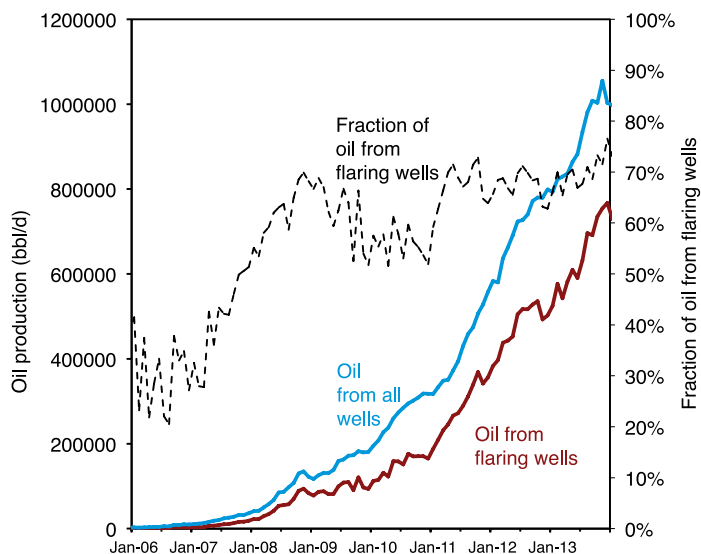 1200000
1000000
800000
600000
400000
200000
0
Oil production (bbl/d)
100%
90%
80%
70%
60%
50%
40%
30%
20%
10%
0%
Fraction of oil from flaring wells
Fraction of
oil from
flaring wells
Oil
from all
wells
Oil from
flaring wells
Jan-06
Jan-07
Jan-08
Jan-09
Jan-10
Jan-11
Jan-12
Jan-13